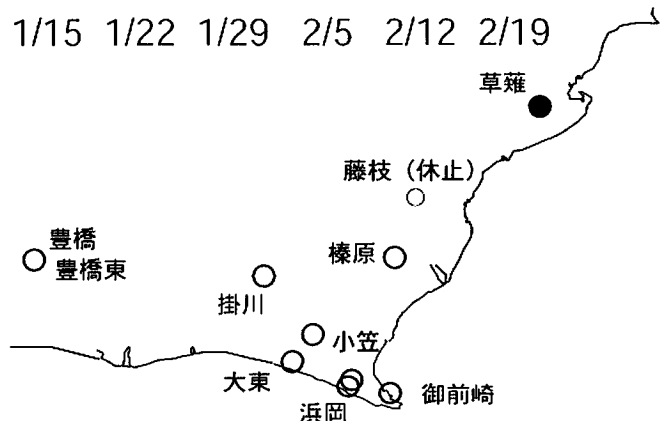 1/15 1/22 1/29 2/5 2/12 2/19
草薙
藤枝（休止）
豊橋
豊橋東
榛原
掛川
小笠
大東
御前崎
浜岡